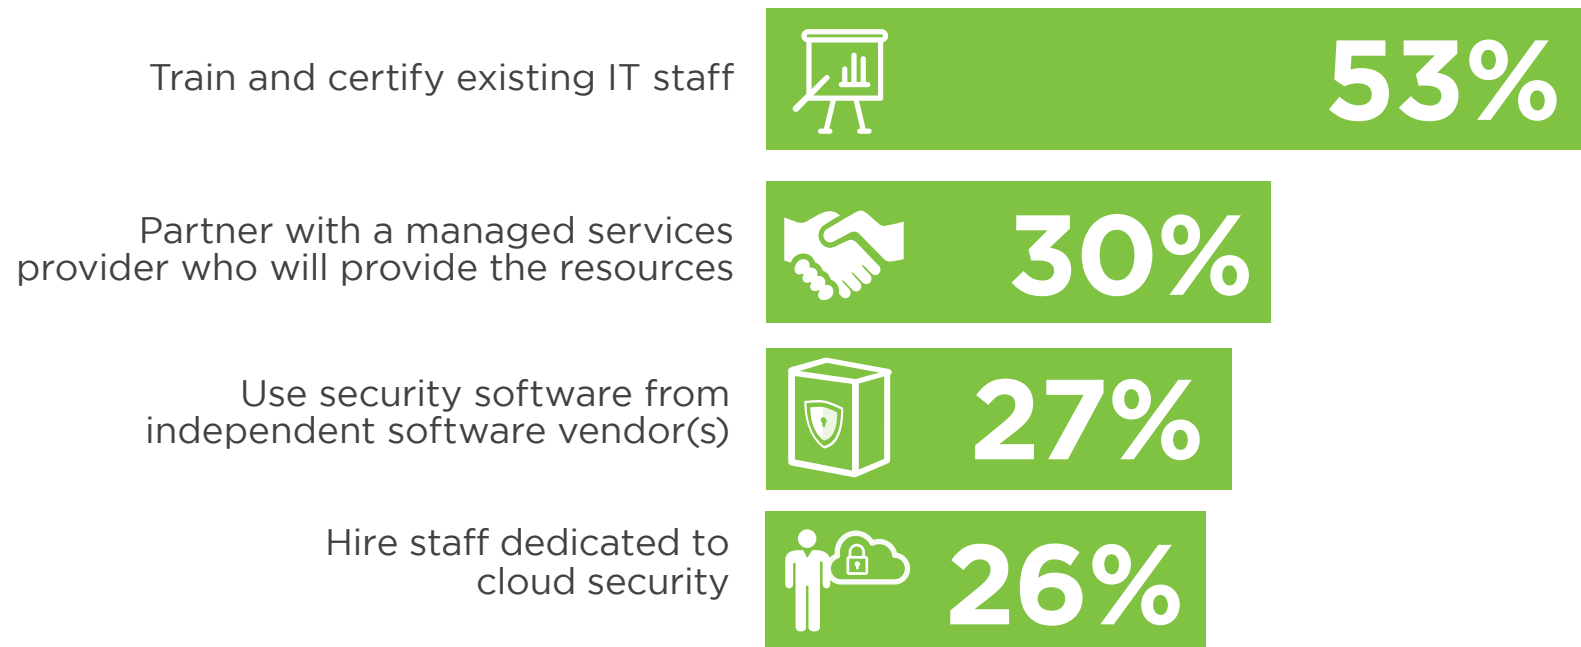 Train and certify existing IT staff
53%
Partner with a managed services
provider who will provide the resources
30%
Use security software from
independent software vendor(s)
27%
Hire staff dedicated to
cloud security
26%